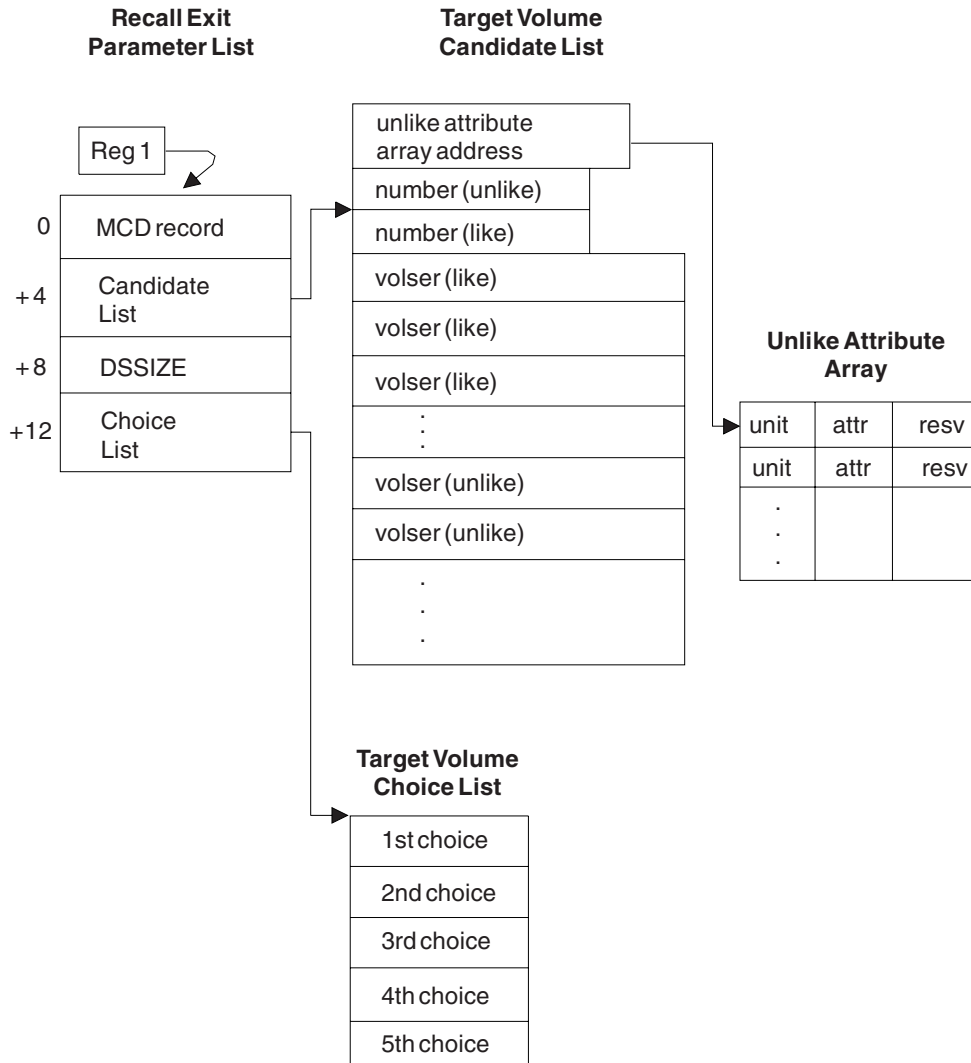 Recall Exit
Parameter List
Reg 1
0
MCD record
+4
Candidate
List
+8
DSSIZE
+12
Choice
List
Target Volume
Candidate List
unlike attribute
array address
number (unlike)
number (like)
volser (like)
volser (like)
volser (like)
.
.
.
volser (unlike)
volser (unlike)
.
.
.
Unlike Attribute
Array
unit attr resv
unit attr resv
.
.
.
Target Volume
Choice List
1st choice
2nd choice
3rd choice
4th choice
5th choice